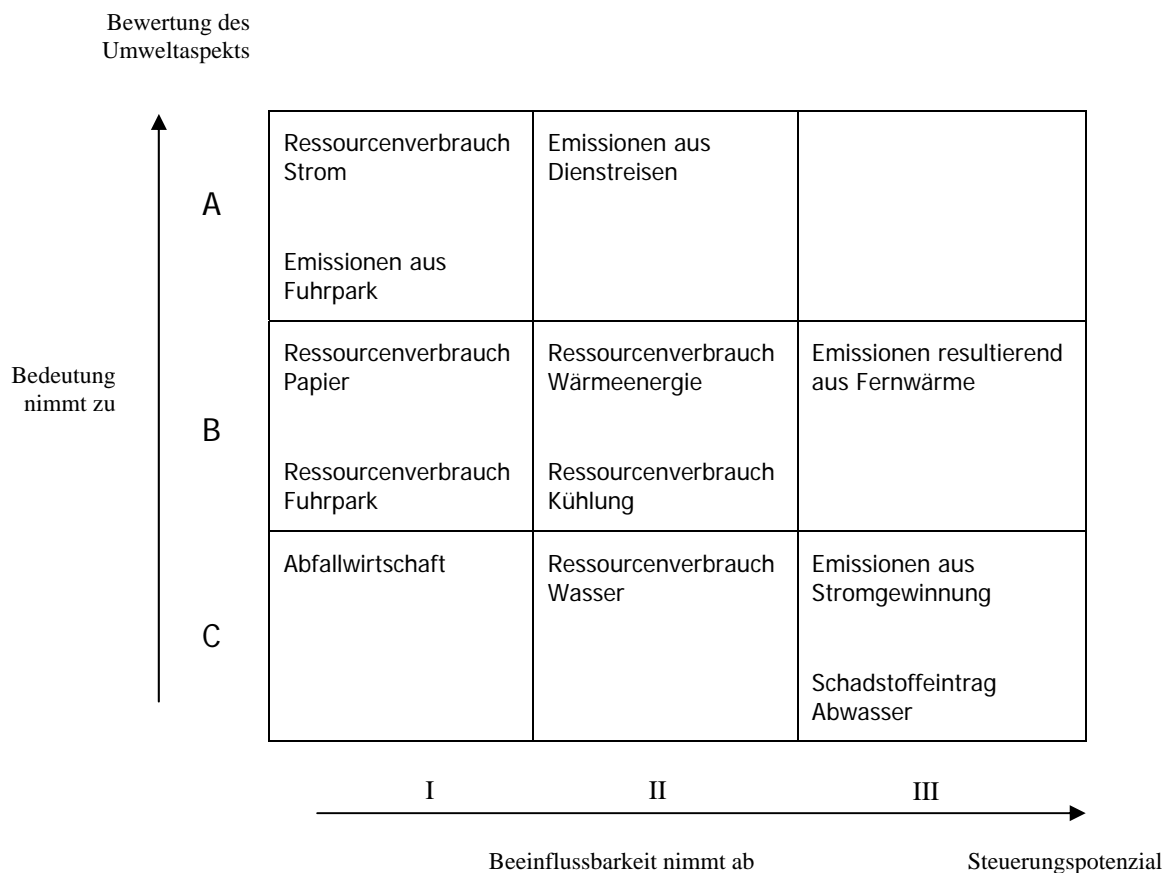 Bewertung des
Umweltaspekts
Ressourcenverbrauch
Strom
Emissionen aus
Dienstreisen
A
Emissionen aus
Fuhrpark
Bedeutung
nimmt zu
Ressourcenverbrauch
Papier
Ressourcenverbrauch
Wärmeenergie
Emissionen resultierend
aus Fernwärme
B
Ressourcenverbrauch
Fuhrpark
Ressourcenverbrauch
Kühlung
Abfallwirtschaft
Ressourcenverbrauch
Wasser
Emissionen aus
Stromgewinnung
C
Schadstoffeintrag
Abwasser
I II III
Beeinflussbarkeit nimmt ab Steuerungspotenzial